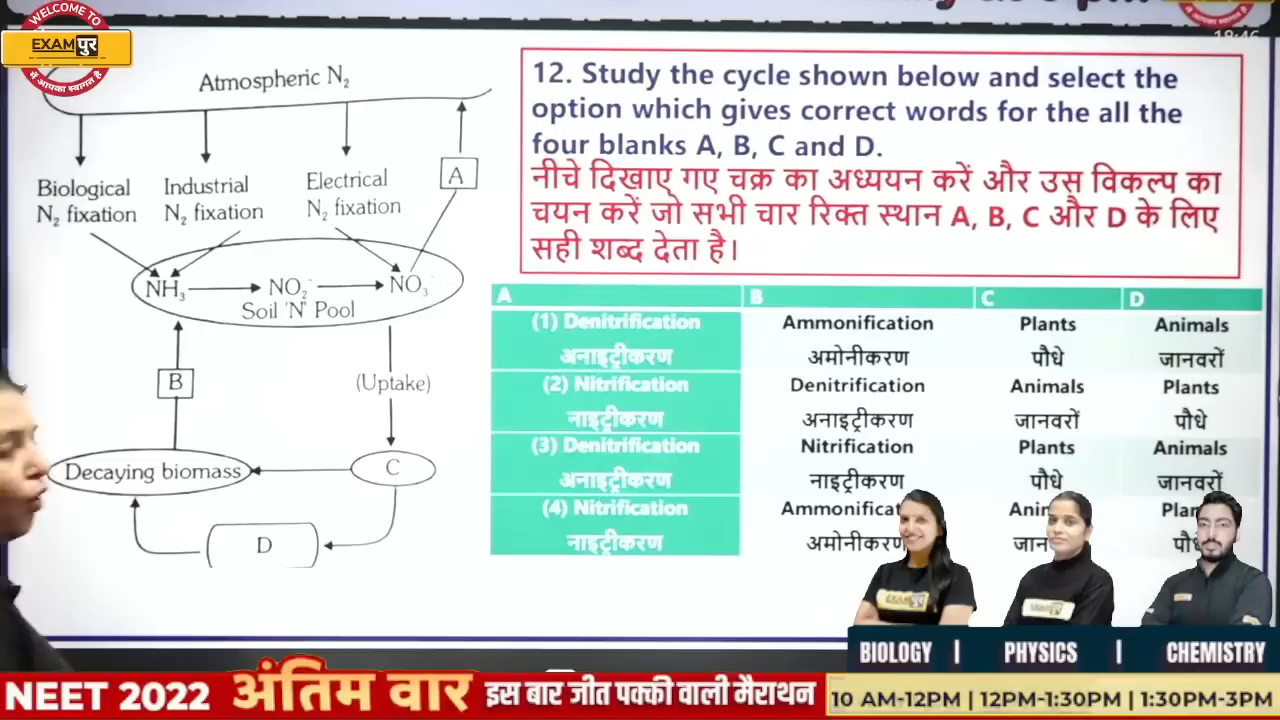 WELCOME TO
EXAMपुर
में आपका स्वागत है
18:46
Atmospheric N₂
Biological
N₂ fixation
Industrial
N₂ fixation
Electrical
N₂ fixation
A
NH₃
NO₂⁻
NO₃⁻
Soil 'N' Pool
B
(Uptake)
Decaying biomass
C
D
12. Study the cycle shown below and select the
option which gives correct words for the all the
four blanks A, B, C and D.
नीचे दिखाए गए चक्र का अध्ययन करें और उस विकल्प का
चयन करें जो सभी चार रिक्त स्थान A, B, C और D के लिए
सही शब्द देता है।
A B C D
(1) Denitrification Ammonification Plants Animals
अनाइट्रीकरण अमोनीकरण पौधे जानवरों
(2) Nitrification Denitrification Animals Plants
नाइट्रीकरण अनाइट्रीकरण जानवरों पौधे
(3) Denitrification Nitrification Plants Animals
अनाइट्रीकरण नाइट्रीकरण पौधे जानवरों
(4) Nitrification
नाइट्रीकरण अमोनीकरण
BIOLOGY | PHYSICS | CHEMISTRY
NEET 2022 अंतिम वार इस बार जीत पक्की वाली मैराथन
10 AM-12PM | 12PM-1:30PM | 1:30PM-3PM